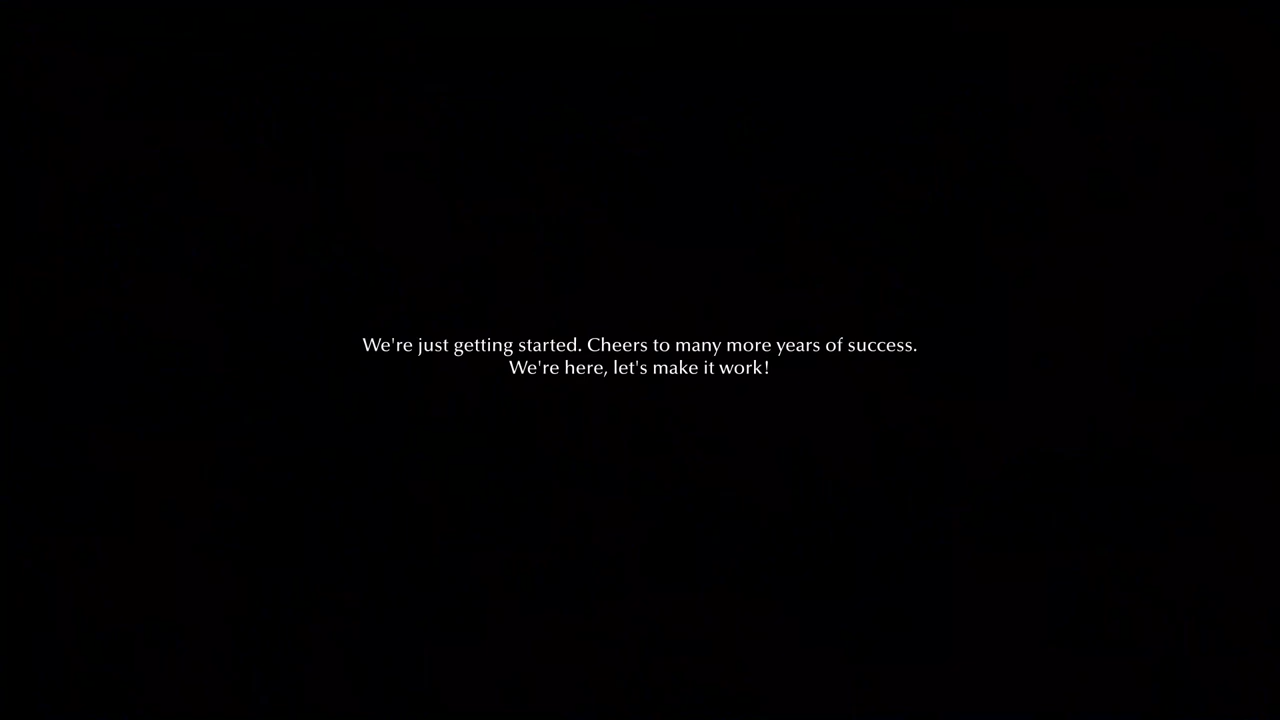 We're just getting started. Cheers to many more years of success.
We're here, let's make it work!